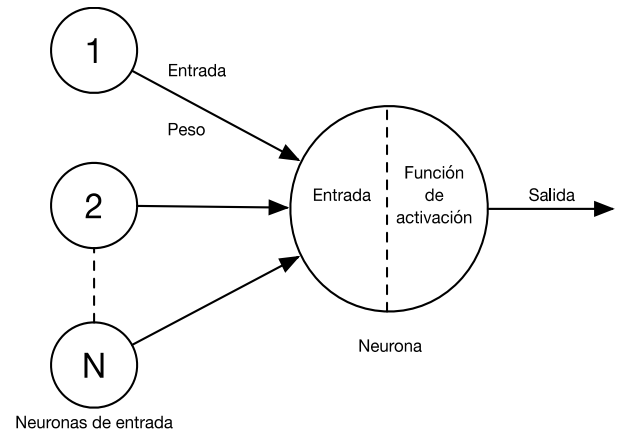 1
Entrada
Peso
2
Entrada
Función
de
activación
Salida
N
Neurona
Neuronas de entrada